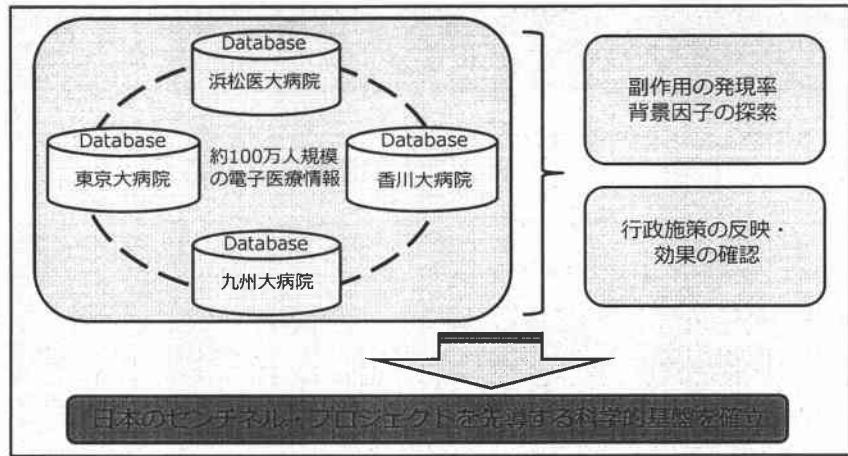 Database
浜松医大病院
Database
東京大病院
約100万人規模
の電子医療情報
Database
香川大病院
Database
九州大病院
副作用の発現率
背景因子の探索
行政施策の反映・
効果の確認
日本のセンチネル・プロジェクトを先導する科学的基盤を確立